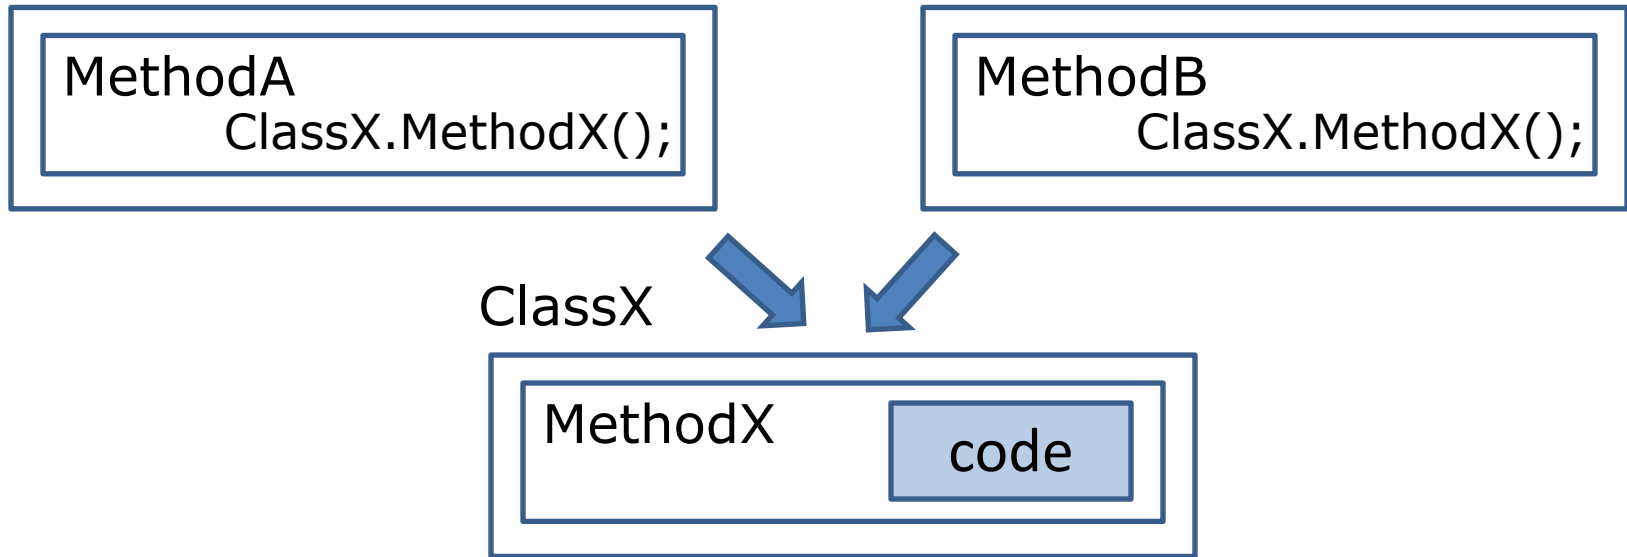 MethodA
ClassX.MethodX();
MethodB
ClassX.MethodX();
ClassX
MethodX
code